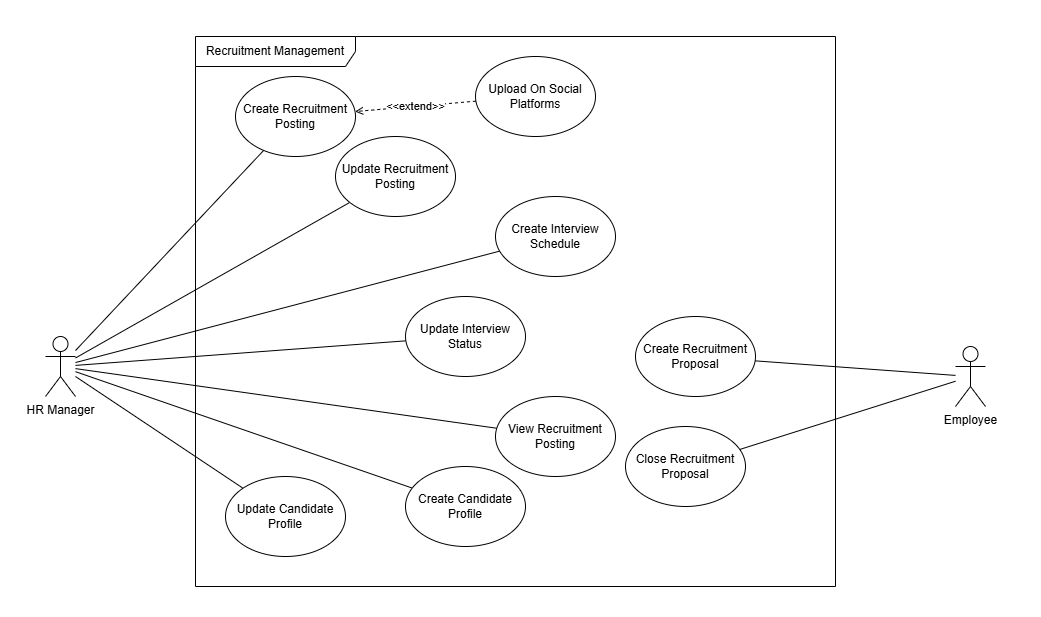 Recruitment Management
Create Recruitment
Posting
<<extend>>
Upload On Social
Platforms
Update Recruitment
Posting
Create Interview
Schedule
Update Interview
Status
Create Recruitment
Proposal
HR Manager
Employee
View Recruitment
Posting
Close Recruitment
Proposal
Create Candidate
Profile
Update Candidate
Profile